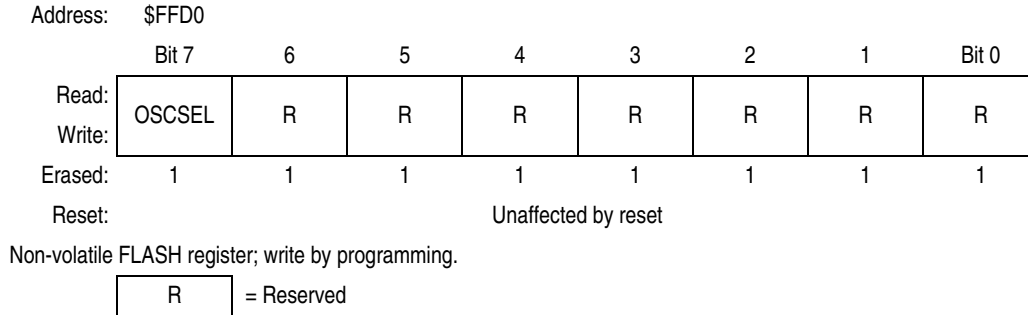 Address: $FFD0
Bit 7 6 5 4 3 2 1 Bit 0
Read:
OSCSEL R R R R R R R
Write:
Erased: 1 1 1 1 1 1 1 1
Reset: Unaffected by reset
Non-volatile FLASH register; write by programming.
R = Reserved